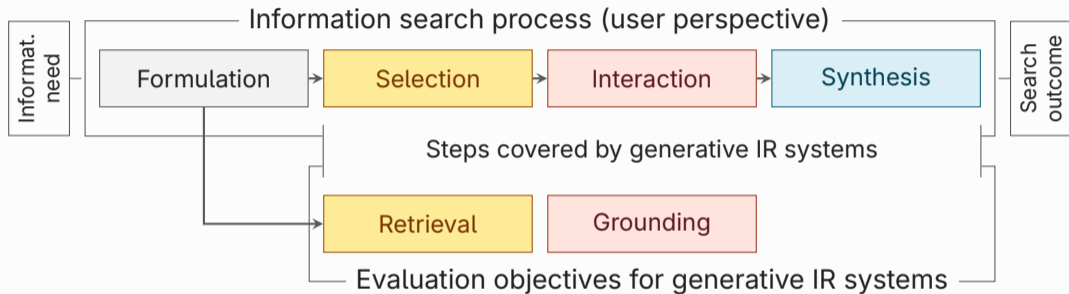 Information search process (user perspective)
Informat.
need
Formulation
Selection
Interaction
Synthesis
Search
outcome
Steps covered by generative IR systems
Retrieval
Grounding
Evaluation objectives for generative IR systems